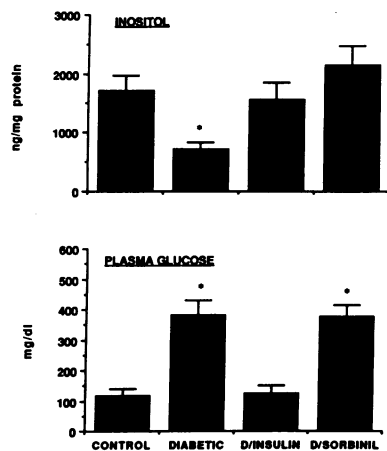 INOSITOL
ng/mg protein
3000
2000
1000
0
*
PLASMA GLUCOSE
mg/dl
600
500
400
300
200
100
0
*
*
CONTROL DIABETIC D/INSULIN D/SORBINIL